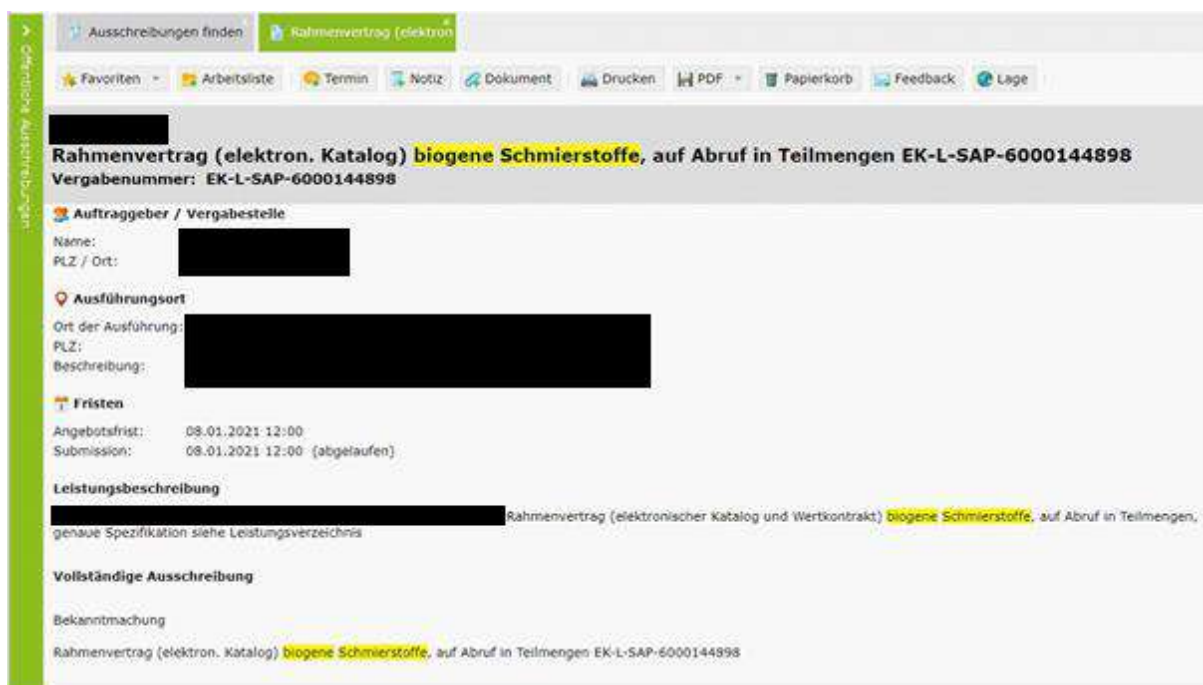 Öffentliche Ausschreibungen
Ausschreibungen finden
Rahmenvertrag (elektron
Favoriten Arbeitsliste Termin Notiz Dokument Drucken PDF Papierkorb Feedback Lage
Rahmenvertrag (elektron. Katalog) biogene Schmierstoffe, auf Abruf in Teilmengen EK-L-SAP-6000144898
Vergabenummer: EK-L-SAP-6000144898
Auftraggeber / Vergabestelle
Name:
PLZ / Ort:
Ausführungsort
Ort der Ausführung:
PLZ:
Beschreibung:
Fristen
Angebotsfrist: 08.01.2021 12:00
Submission: 08.01.2021 12:00 (abgelaufen)
Leistungsbeschreibung
Rahmenvertrag (elektronischer Katalog und Wertkontrakt) biogene Schmierstoffe, auf Abruf in Teilmengen,
genaue Spezifikation siehe Leistungsverzeichnis
Vollständige Ausschreibung
Bekanntmachung
Rahmenvertrag (elektron. Katalog) biogene Schmierstoffe, auf Abruf in Teilmengen EK-L-SAP-6000144898